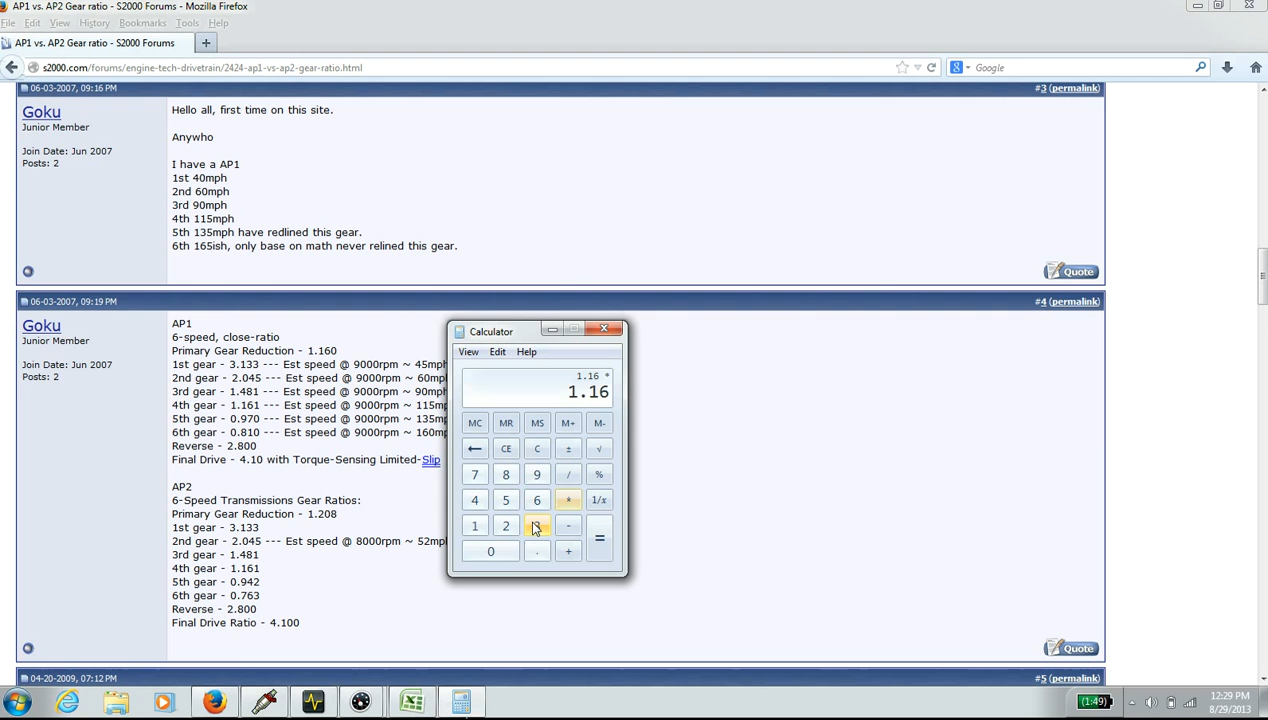 AP1 vs. AP2 Gear ratio - S2000 Forums - Mozilla Firefox
File Edit View History Bookmarks Tools Help
AP1 vs. AP2 Gear ratio - S2000 Forums +
s2000.com/forums/engine-tech-drivetrain/2424-ap1-vs-ap2-gear-ratio.html
8 Google
06-03-2007, 09:16 PM #3 (permalink)
Goku
Junior Member
Join Date: Jun 2007
Posts: 2
Hello all, first time on this site.
Anywho
I have a AP1
1st 40mph
2nd 60mph
3rd 90mph
4th 115mph
5th 135mph have redlined this gear.
6th 165ish, only base on math never relined this gear.
Quote
06-03-2007, 09:19 PM #4 (permalink)
Goku
Junior Member
Join Date: Jun 2007
Posts: 2
AP1
6-speed, close-ratio
Primary Gear Reduction - 1.160
1st gear - 3.133 --- Est speed @ 9000rpm ~ 45mph
2nd gear - 2.045 --- Est speed @ 9000rpm ~ 60mph
3rd gear - 1.481 --- Est speed @ 9000rpm ~ 90mph
4th gear - 1.161 --- Est speed @ 9000rpm ~ 115mp
5th gear - 0.970 --- Est speed @ 9000rpm ~ 135mp
6th gear - 0.810 --- Est speed @ 9000rpm ~ 160mp
Reverse - 2.800
Final Drive - 4.10 with Torque-Sensing Limited-Slip
AP2
6-Speed Transmissions Gear Ratios:
Primary Gear Reduction - 1.208
1st gear - 3.133
2nd gear - 2.045 --- Est speed @ 8000rpm ~ 52mph
3rd gear - 1.481
4th gear - 1.161
5th gear - 0.942
6th gear - 0.763
Reverse - 2.800
Final Drive Ratio - 4.100
Quote
Calculator
View Edit Help
1.16 *
1.16
MC MR MS M+ M-
← CE C ± √
7 8 9 / %
4 5 6 * 1/x
1 2 3 - =
0 . +
04-20-2009, 07:12 PM #5 (permalink)
(1:49)
12:29 PM
8/29/2013